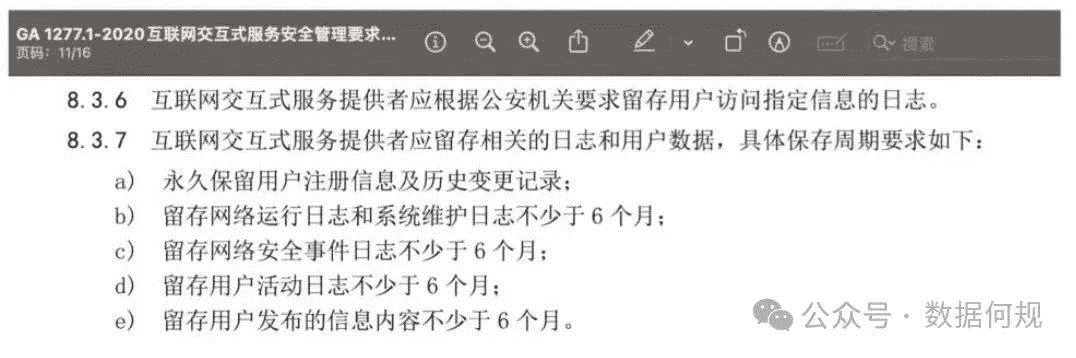 GA 1277.1-2020互联网交互式服务安全管理要求...
页码：11/16
搜索
8.3.6 互联网交互式服务提供者应根据公安机关要求留存用户访问指定信息的日志。
8.3.7 互联网交互式服务提供者应留存相关的日志和用户数据，具体保存周期要求如下：
a) 永久保留用户注册信息及历史变更记录；
b) 留存网络运行日志和系统维护日志不少于 6 个月；
c) 留存网络安全事件日志不少于 6 个月；
d) 留存用户活动日志不少于 6 个月；
e) 留存用户发布的信息内容不少于 6 个月。
公众号 · 数据何规